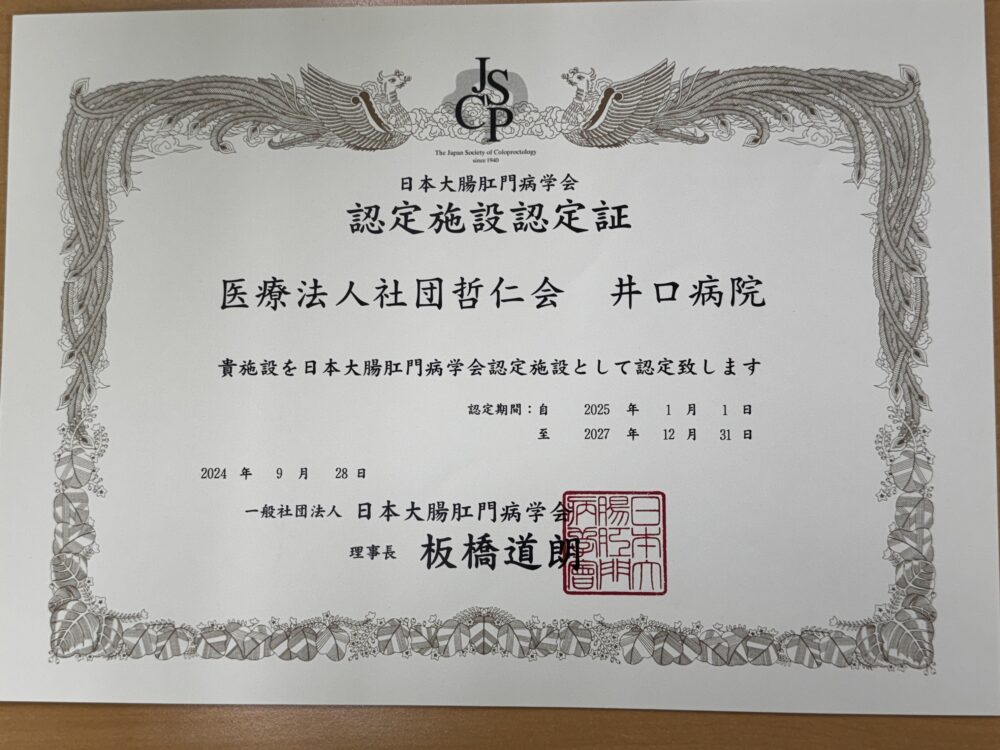 JSCP
The Japan Society of Coloproctology
since 1940
日本大腸肛門病学会
認定施設認定証
医療法人社団哲仁会　井口病院
貴施設を日本大腸肛門病学会認定施設として認定致します
認定期間：自　2025 年 1 月 1 日
至　2027 年 12 月 31 日
2024 年 9 月 28 日
一般社団法人 日本大腸肛門病学会
理事長 板橋道朗
日本大腸肛門病学會